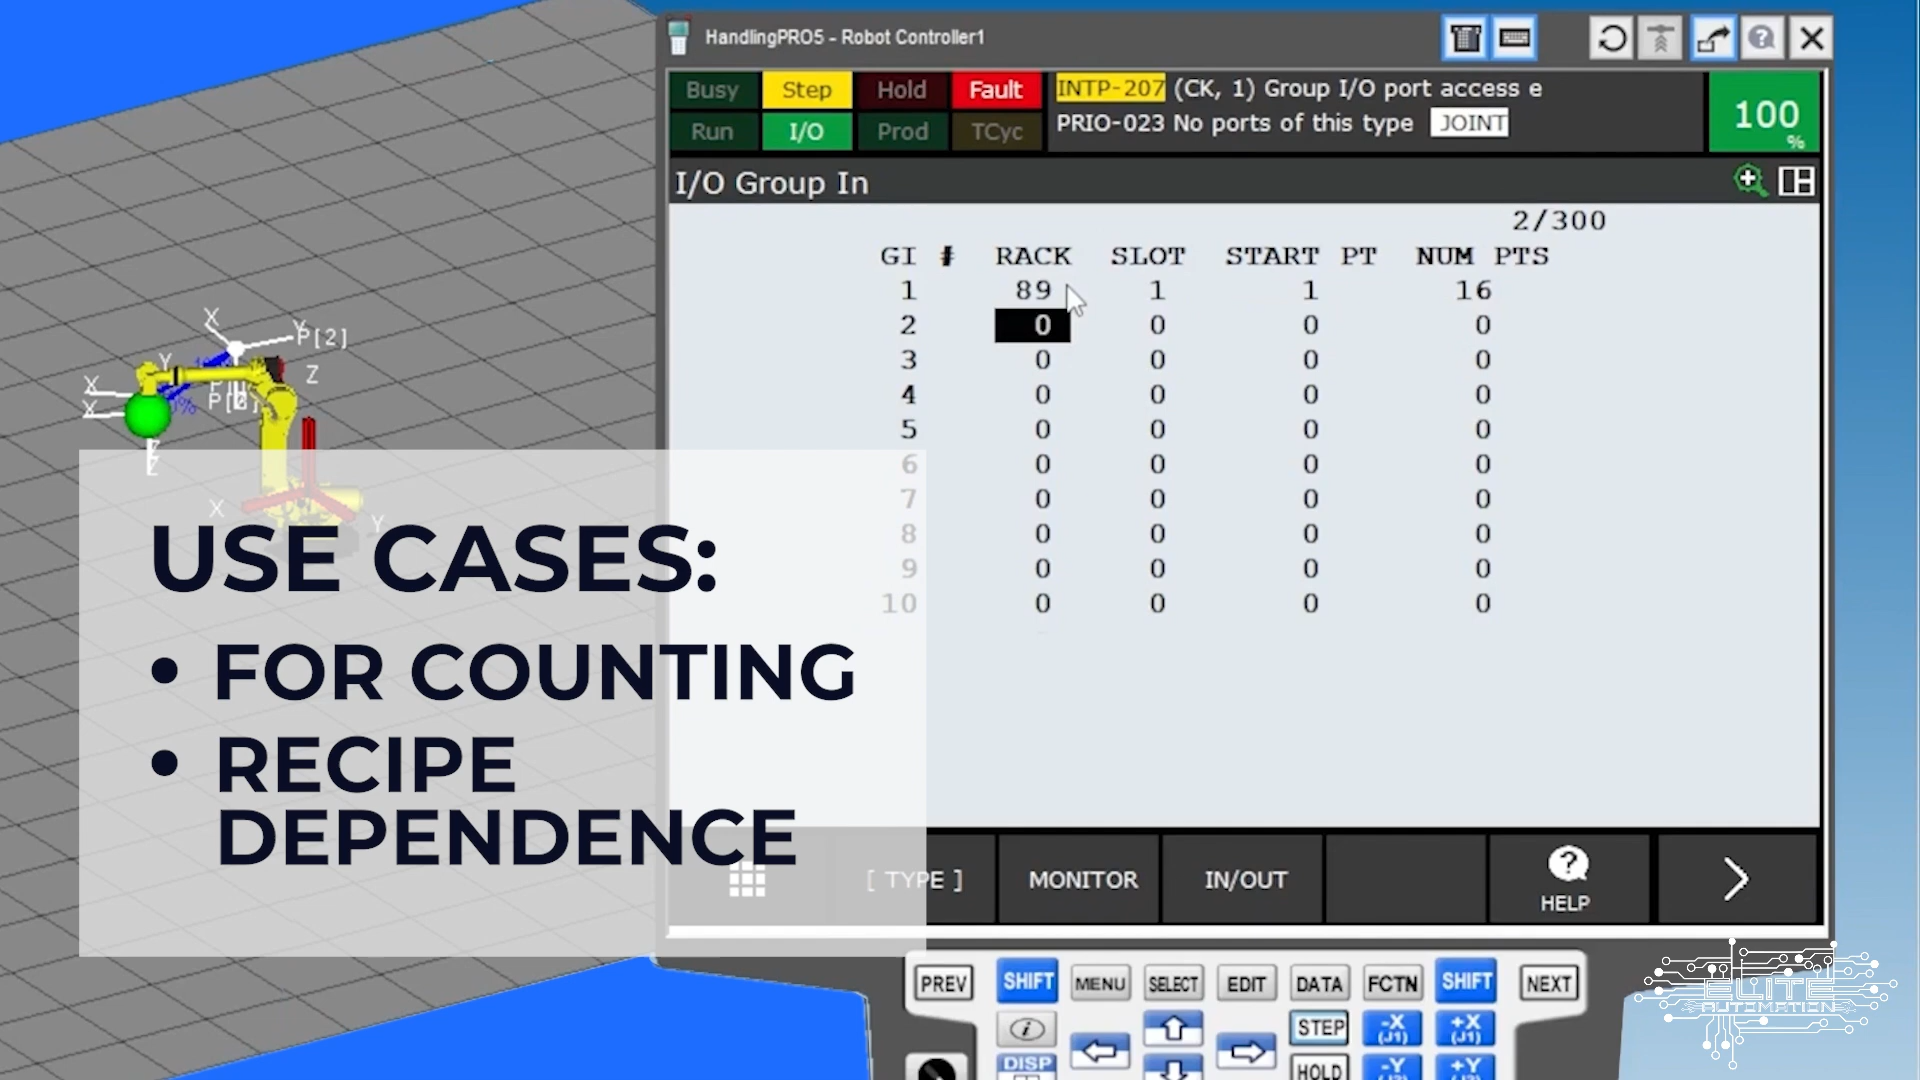 HandlingPRO5 - Robot Controller1
Busy Step Hold Fault
Run I/O Prod TCyc
INTP-207 (CK, 1) Group I/O port access e
PRIO-023 No ports of this type JOINT
100
%
I/O Group In
2/300
GI # RACK SLOT START PT NUM PTS
1 89 1 1 16
2 0 0 0 0
3 0 0 0 0
4 0 0 0 0
5 0 0 0 0
6 0 0 0 0
7 0 0 0 0
8 0 0 0 0
9 0 0 0 0
10 0 0 0 0
X
Y
P[2]
Z
X
Y
X
Z
X
Y
USE CASES:
• FOR COUNTING
• RECIPE
DEPENDENCE
[ TYPE ] MONITOR IN/OUT HELP
PREV SHIFT MENU SELECT EDIT DATA FCTN SHIFT NEXT
i STEP -X (J1) +X (J1)
DISP HOLD -Y +Y
ELITE
AUTOMATION